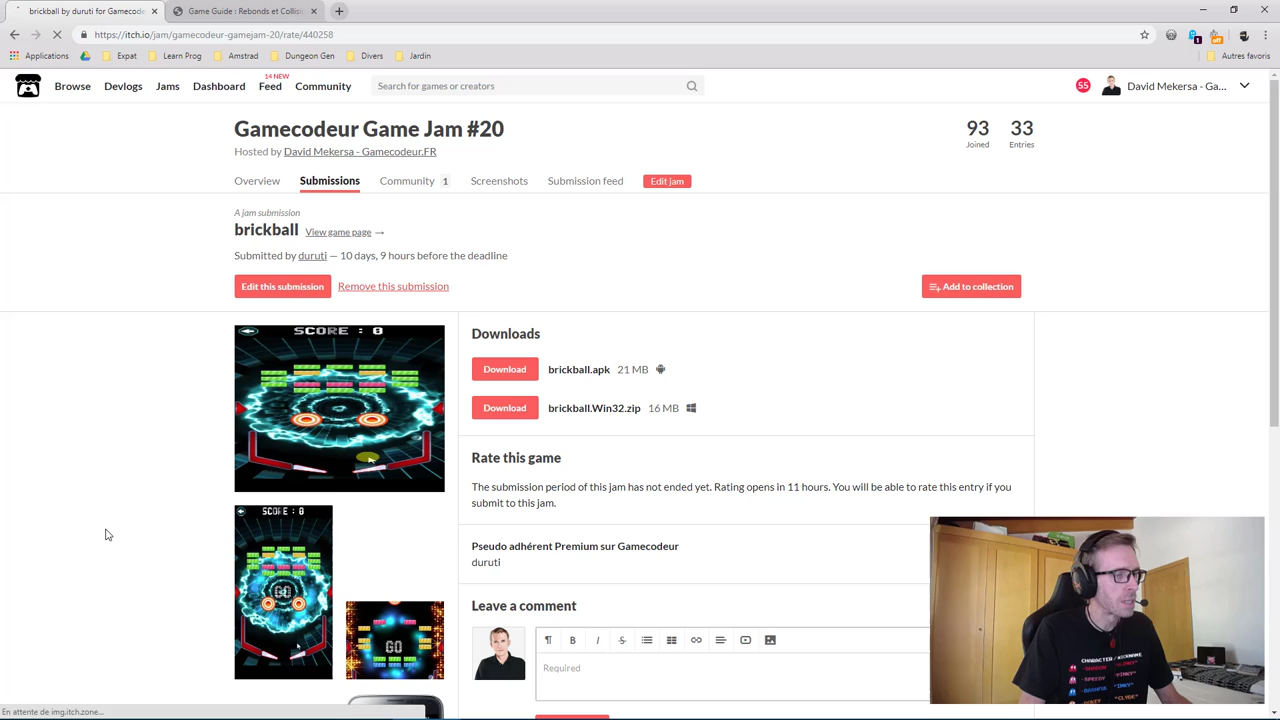 brickball by duruti for Gamecode
Game Guide : Rebonds et Collisio
https://itch.io/jam/gamecodeur-gamejam-20/rate/440258
Applications Expat Learn Prog Amstrad Dungeon Gen Divers Jardin Autres favoris
14 NEW
Browse Devlogs Jams Dashboard Feed Community Search for games or creators 55 David Mekersa - Ga...
Gamecodeur Game Jam #20
93 33
Joined Entries
Hosted by David Mekersa - Gamecodeur.FR
Overview Submissions Community 1 Screenshots Submission feed Edit jam
A jam submission
brickball View game page →
Submitted by duruti — 10 days, 9 hours before the deadline
Edit this submission Remove this submission Add to collection
SCORE : 0
Downloads
Download brickball.apk 21 MB
Download brickball.Win32.zip 16 MB
Rate this game
The submission period of this jam has not ended yet. Rating opens in 11 hours. You will be able to rate this entry if you
submit to this jam.
SCORE : 0
GO
GO
Pseudo adhérent Premium sur Gamecodeur
duruti
Leave a comment
Required
CHARACTER / NICKNAME
"CLYDE"
En attente de img.itch.zone...